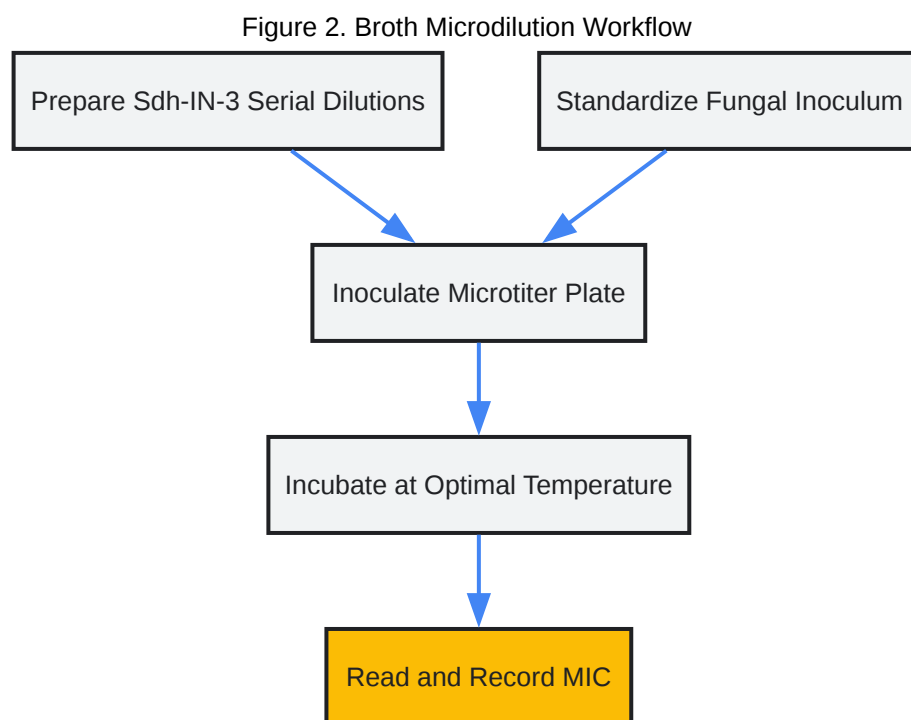 Figure 2. Broth Microdilution Workflow
Prepare Sdh-IN-3 Serial Dilutions
Standardize Fungal Inoculum
Inoculate Microtiter Plate
Incubate at Optimal Temperature
Read and Record MIC